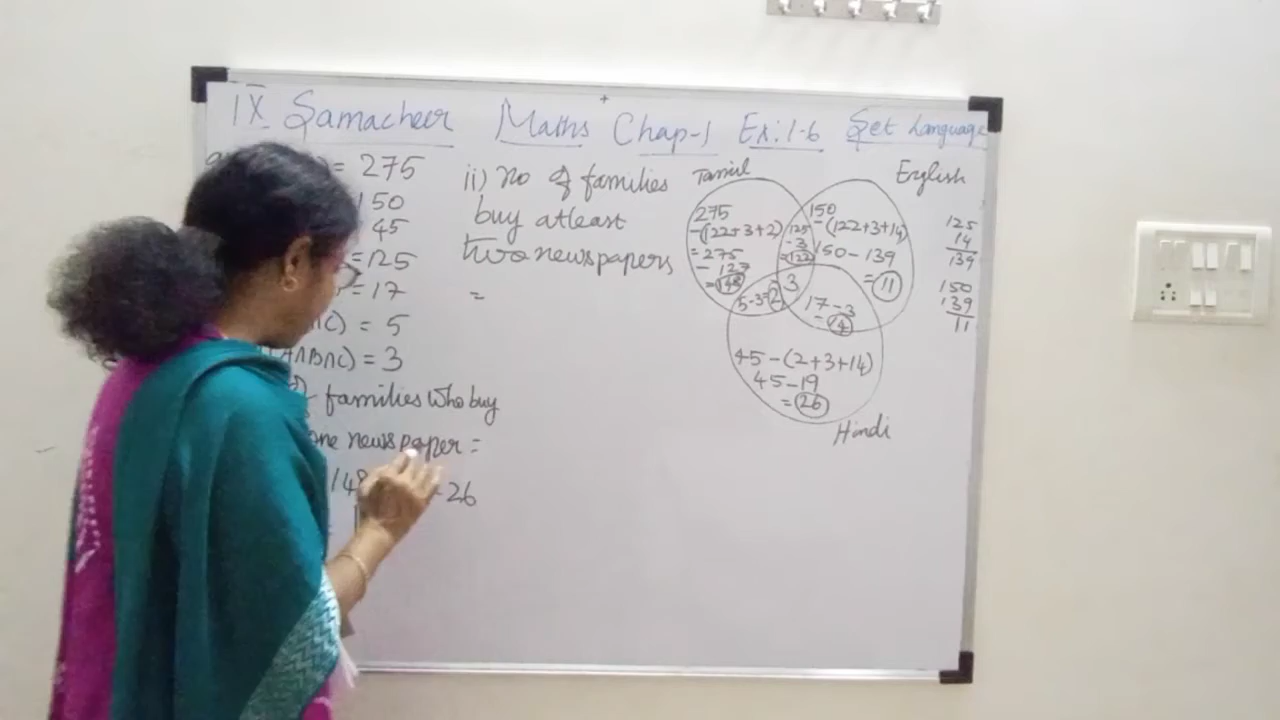 IX Samacheer Maths Chap-1 Ex: 1-6 Set Language
= 275
150
45
= 125
= 17
) = 5
(A∩B∩C) = 3
families who buy
one newspaper =
148 26
ii) no of families
buy atleast
two newspapers
=
Tamil
English
275
-(122+3+2)
= 275
- 127
= 148
125
- 3
= 122
150
-(122+3+14)
150 - 139
= 11
5-3=2
3
17-3
45-(2+3+14)
45-19
= 26
Hindi
125
14
139
150
139
11